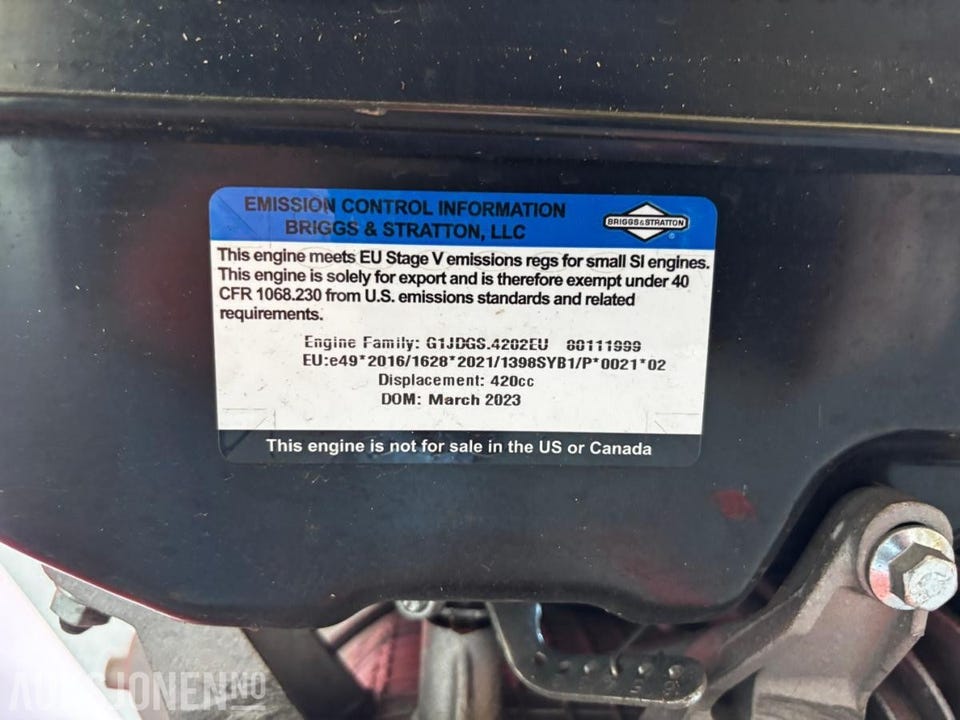 EMISSION CONTROL INFORMATION
BRIGGS & STRATTON, LLC
BRIGGS & STRATTON
®
This engine meets EU Stage V emissions regs for small SI engines.
This engine is solely for export and is therefore exempt under 40
CFR 1068.230 from U.S. emissions standards and related
requirements.
Engine Family: G1JDGS.4202EU 80111999
EU:e49*2016/1628*2021/1398SYB1/P*0021*02
Displacement: 420cc
DOM: March 2023
This engine is not for sale in the US or Canada
AUKSJONEN.NO